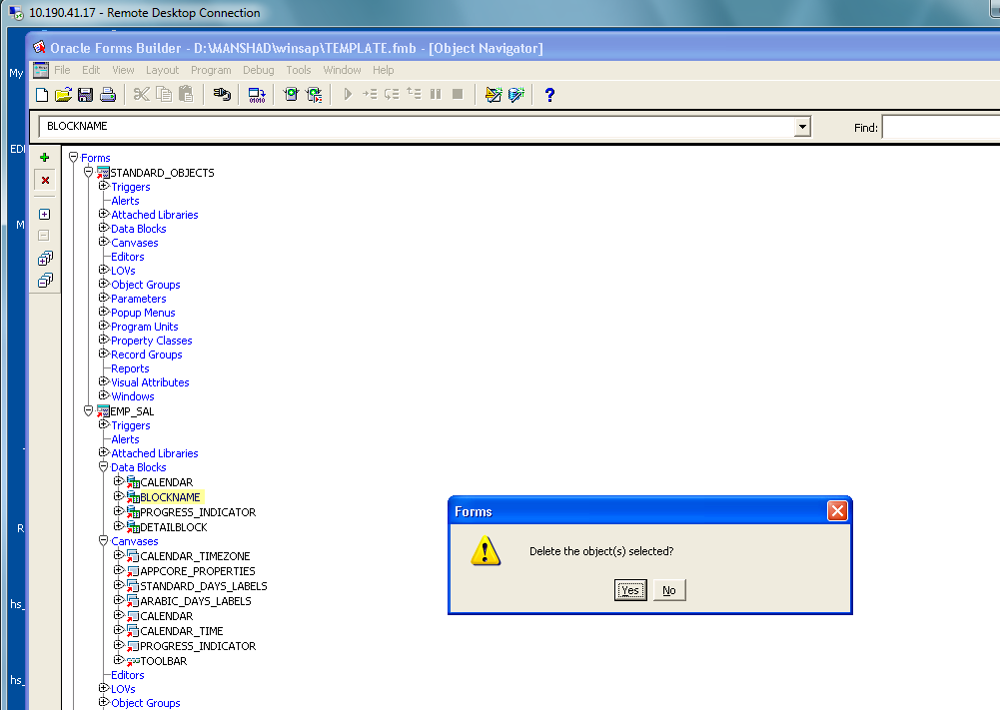 10.190.41.17 - Remote Desktop Connection
Oracle Forms Builder - D:\MANSHAD\winsap\TEMPLATE.fmb - [Object Navigator]
My
File Edit View Layout Program Debug Tools Window Help
BLOCKNAME
Find:
Forms
STANDARD_OBJECTS
Triggers
Alerts
Attached Libraries
Data Blocks
Canvases
Editors
LOVs
Object Groups
Parameters
Popup Menus
Program Units
Property Classes
Record Groups
Reports
Visual Attributes
Windows
EMP_SAL
Triggers
Alerts
Attached Libraries
Data Blocks
CALENDAR
BLOCKNAME
PROGRESS_INDICATOR
DETAILBLOCK
Canvases
CALENDAR_TIMEZONE
APPCORE_PROPERTIES
STANDARD_DAYS_LABELS
ARABIC_DAYS_LABELS
CALENDAR
CALENDAR_TIME
PROGRESS_INDICATOR
TOOLBAR
Editors
LOVs
Object Groups
M
R
hs_
hs_
Forms
Delete the object(s) selected?
Yes No